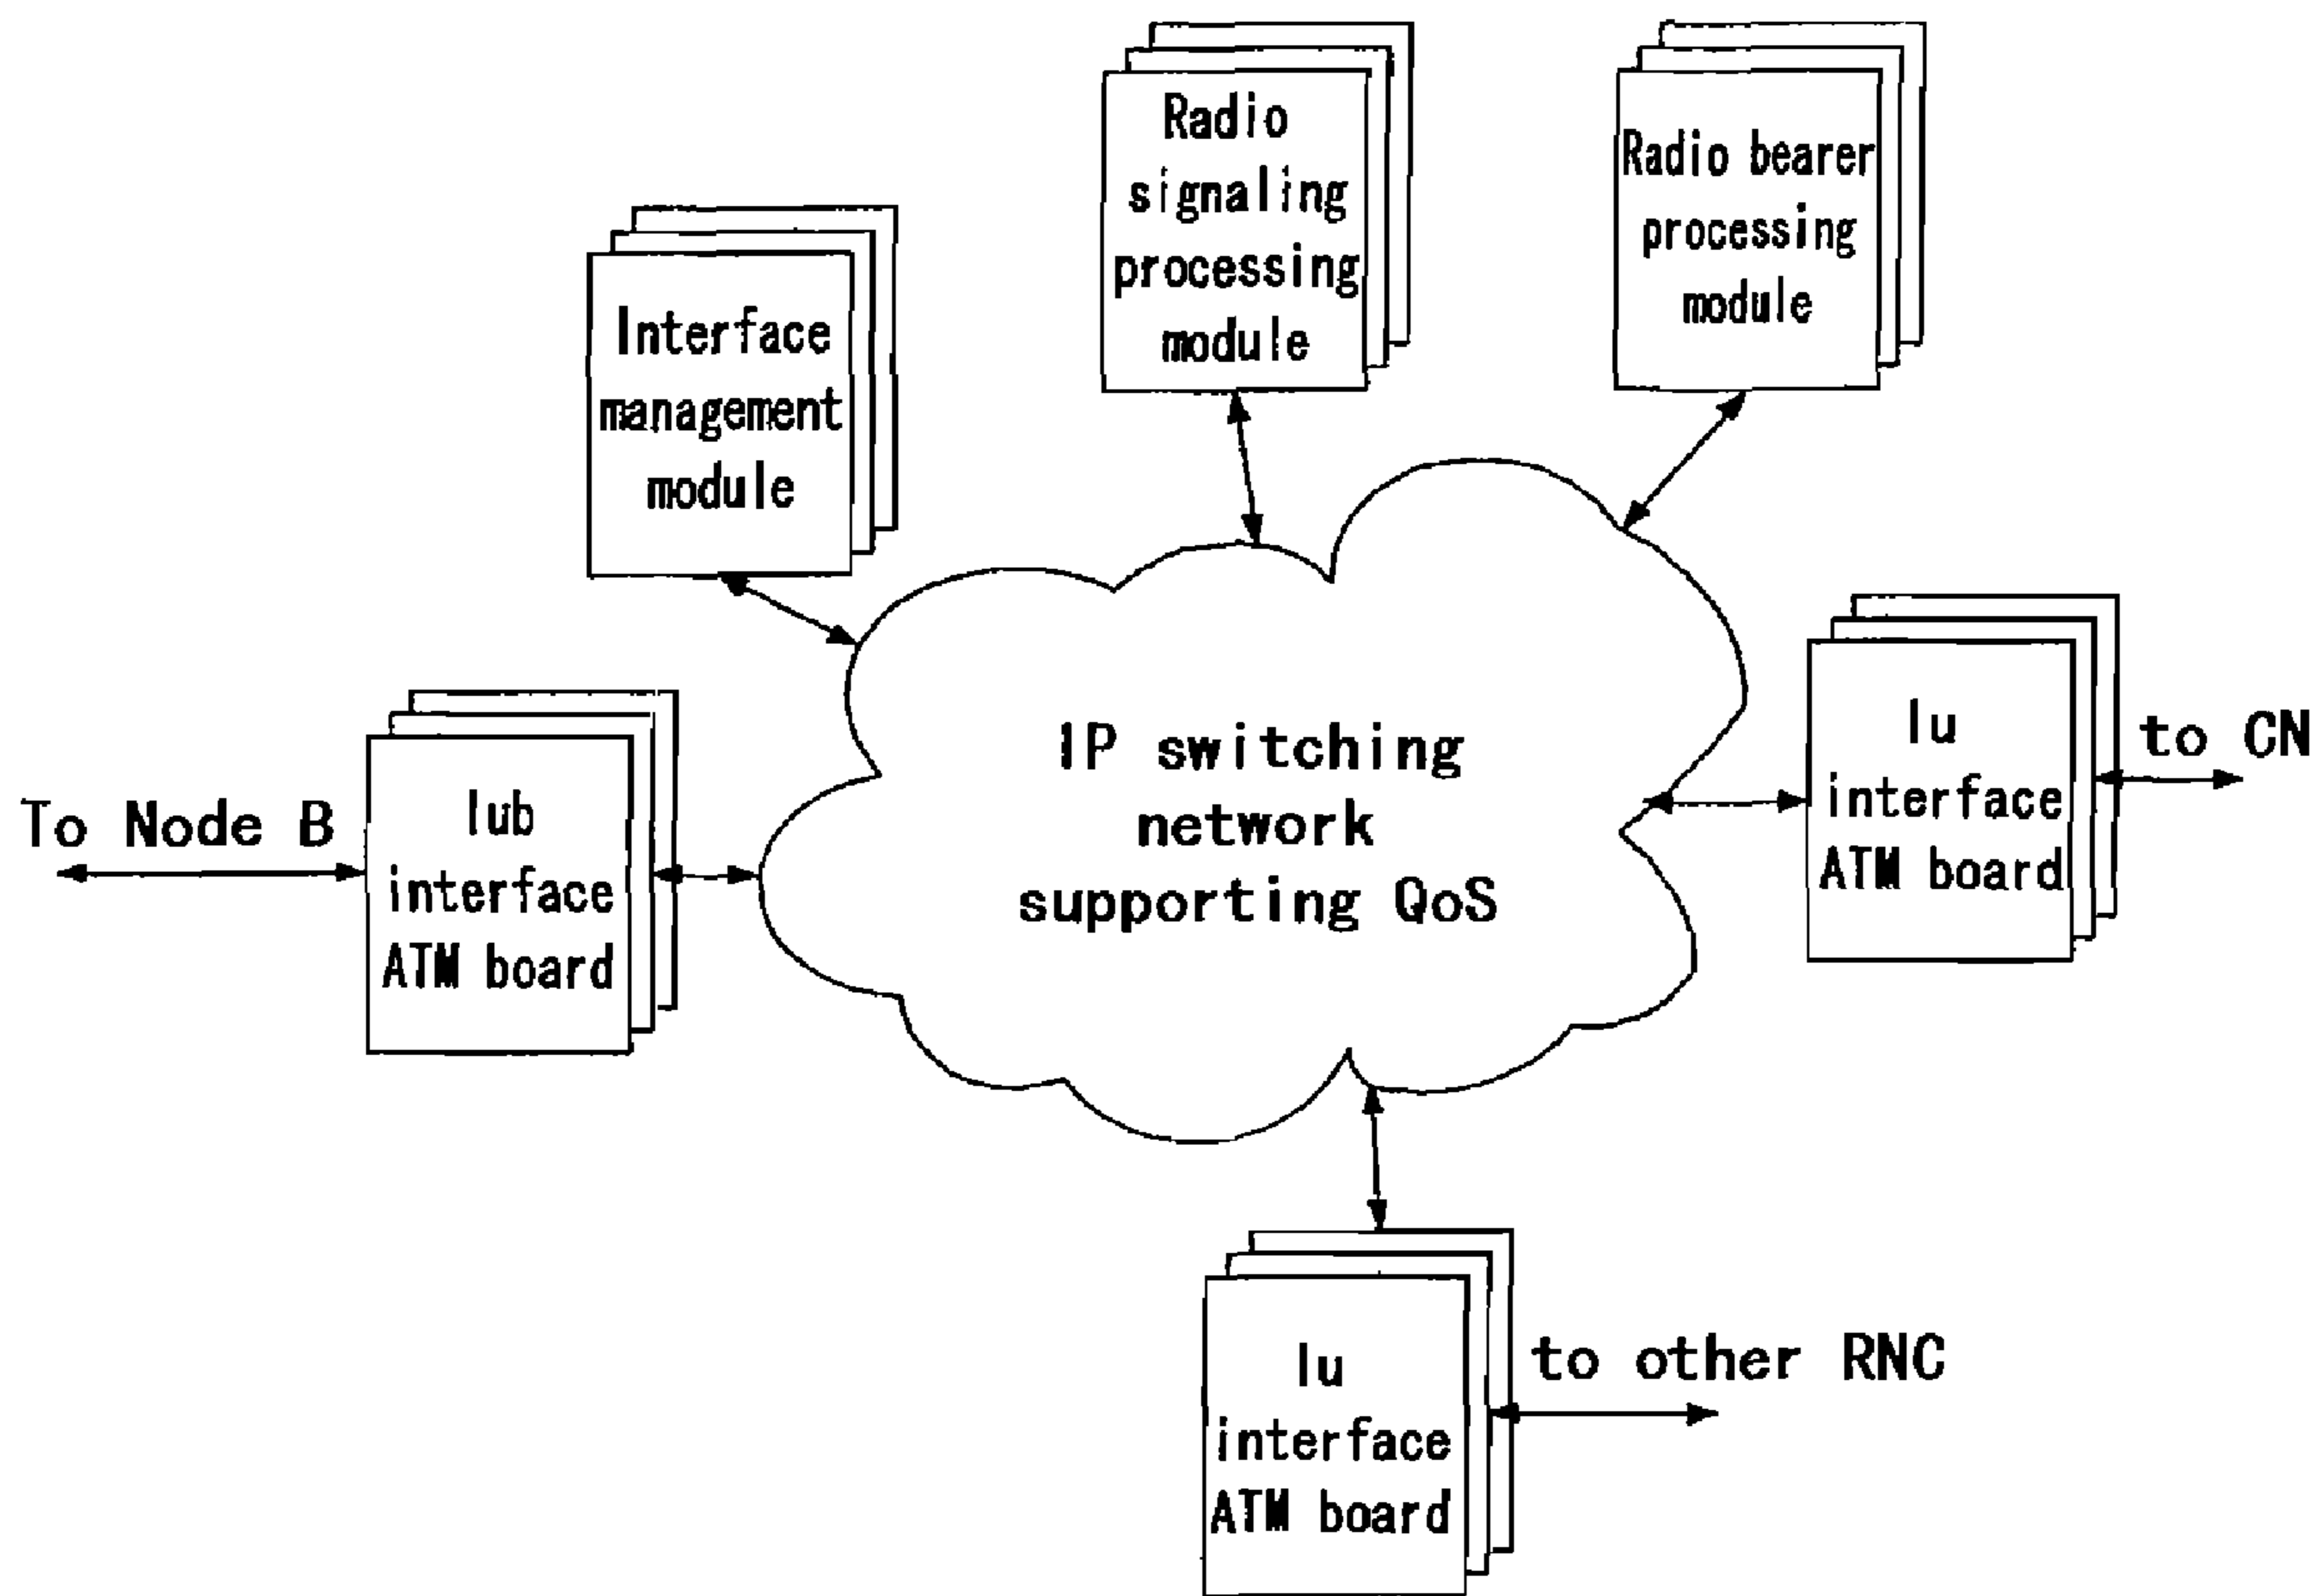 Radio
signaling
processing
module
Radio bearer
processing
module
Interface
management
module
To Node B
Iub
interface
ATM board
IP switching
network
supporting QoS
Iu
interface
ATM board
to CN
Iu
interface
ATM board
to other RNC